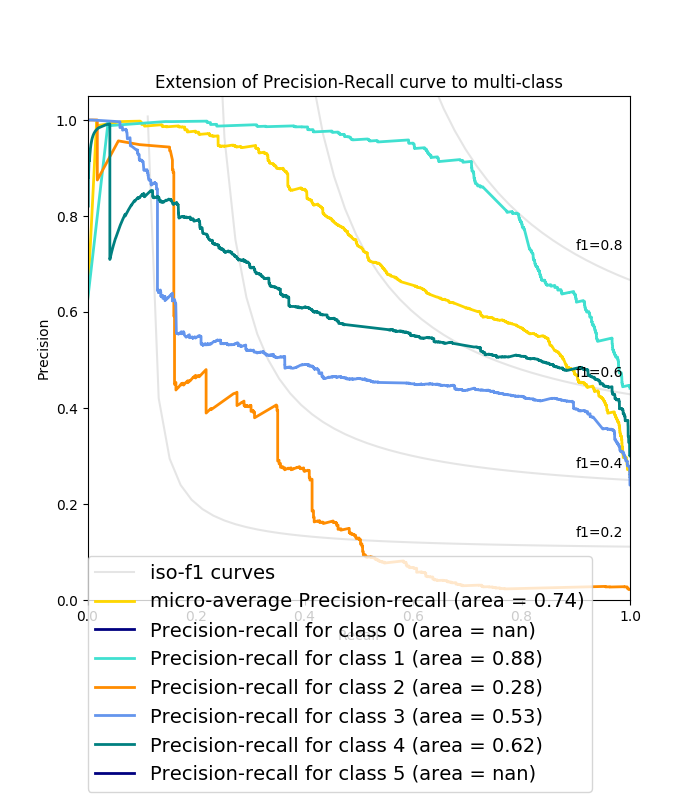 Extension of Precision-Recall curve to multi-class
1.0
0.8
0.6
0.4
0.2
0.0
Precision
f1=0.8
f1=0.6
f1=0.4
f1=0.2
0.0
0.2
0.4
0.6
0.8
1.0
Recall
iso-f1 curves
micro-average Precision-recall (area = 0.74)
Precision-recall for class 0 (area = nan)
Precision-recall for class 1 (area = 0.88)
Precision-recall for class 2 (area = 0.28)
Precision-recall for class 3 (area = 0.53)
Precision-recall for class 4 (area = 0.62)
Precision-recall for class 5 (area = nan)